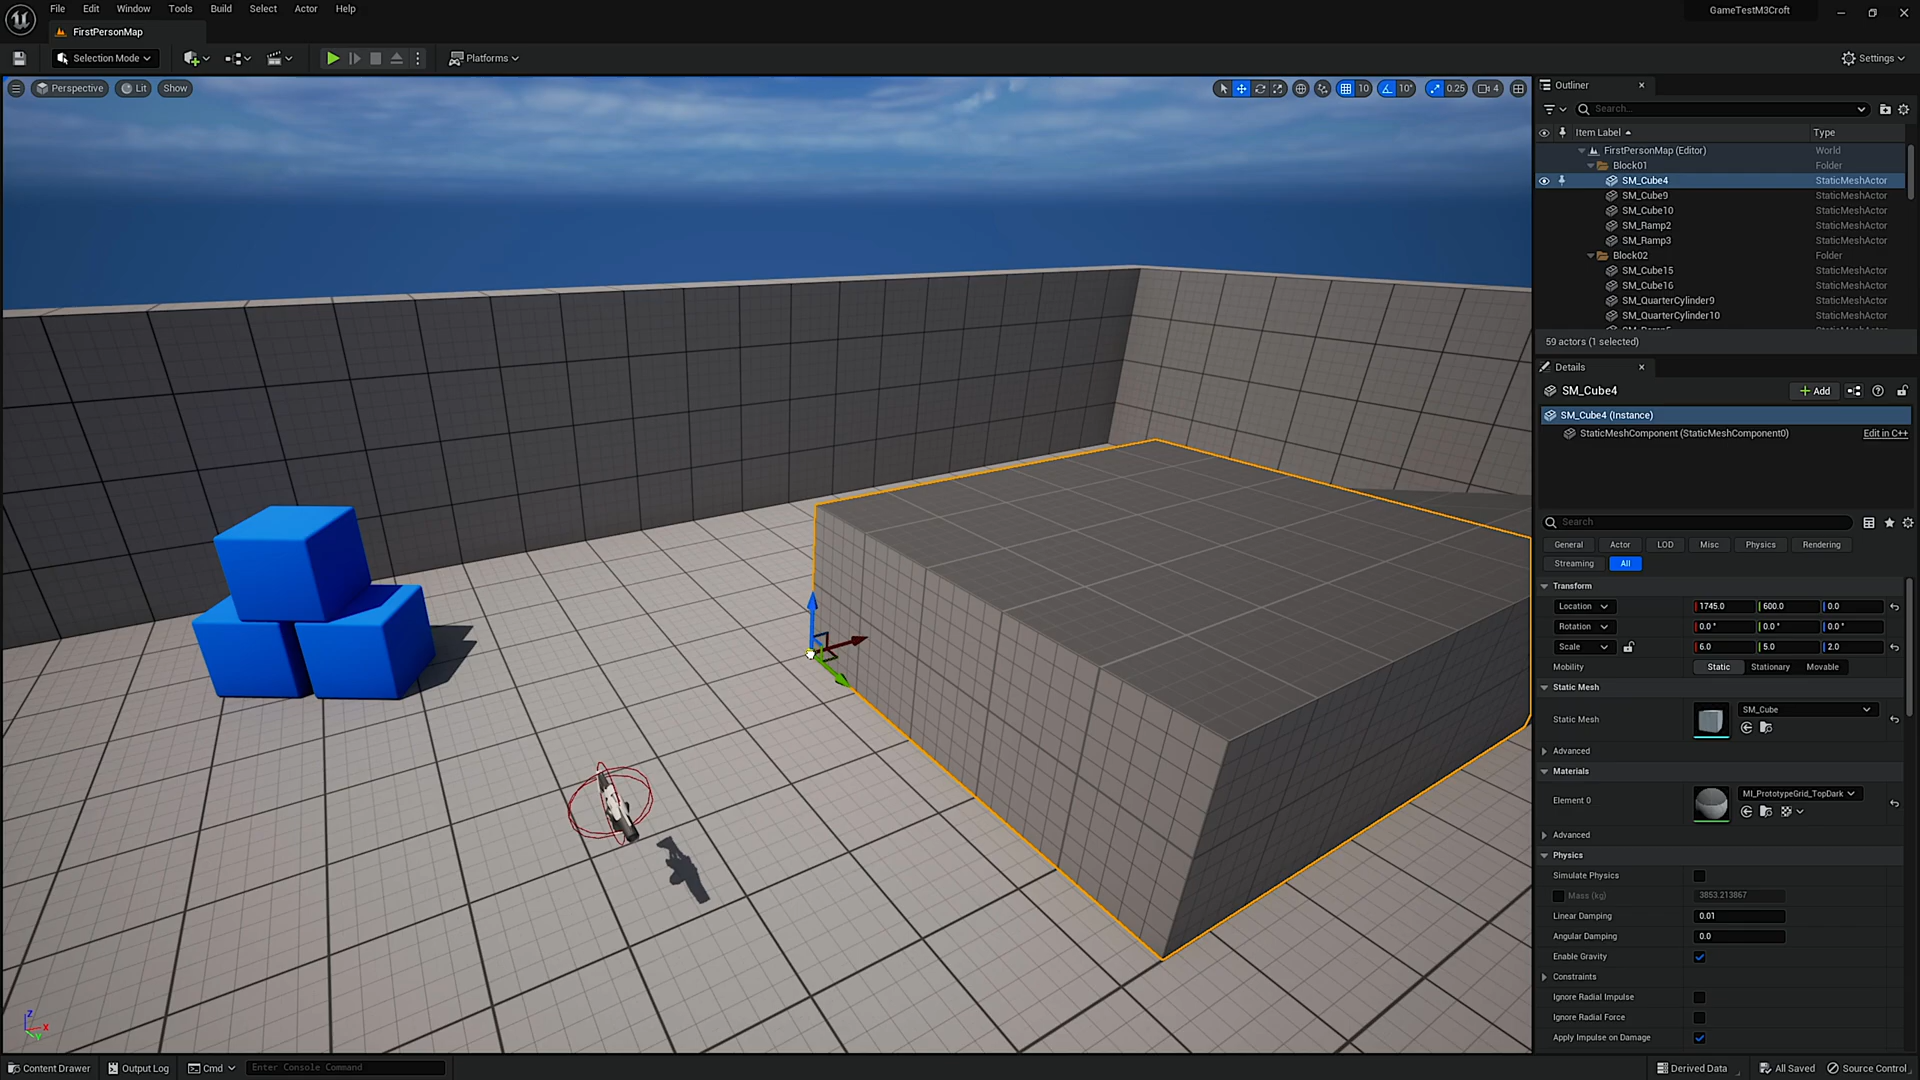 File Edit Window Tools Build Select Actor Help
GameTestM3Croft
FirstPersonMap
Selection Mode
Platforms
Settings
Perspective Lit Show
10 10° 0.25 4
Outliner
Search...
Item Label Type
FirstPersonMap (Editor) World
Block01 Folder
SM_Cube4 StaticMeshActor
SM_Cube9 StaticMeshActor
SM_Cube10 StaticMeshActor
SM_Ramp2 StaticMeshActor
SM_Ramp3 StaticMeshActor
Block02 Folder
SM_Cube15 StaticMeshActor
SM_Cube16 StaticMeshActor
SM_QuarterCylinder9 StaticMeshActor
SM_QuarterCylinder10 StaticMeshActor
59 actors (1 selected)
Details
SM_Cube4
Add
SM_Cube4 (Instance)
StaticMeshComponent (StaticMeshComponent0) Edit in C++
Search
General Actor LOD Misc Physics Rendering
Streaming All
Transform
Location 1745.0 600.0 0.0
Rotation 0.0° 0.0° 0.0°
Scale 6.0 5.0 2.0
Mobility Static Stationary Movable
Static Mesh
Static Mesh SM_Cube
Advanced
Materials
Element 0 MI_PrototypeGrid_TopDark
Advanced
Physics
Simulate Physics
Mass (kg) 3853.213867
Linear Damping 0.01
Angular Damping 0.0
Enable Gravity
Constraints
Ignore Radial Impulse
Ignore Radial Force
Apply Impulse on Damage
Z
X
Y
Content Drawer Output Log Cmd Enter Console Command
Derived Data All Saved Source Control